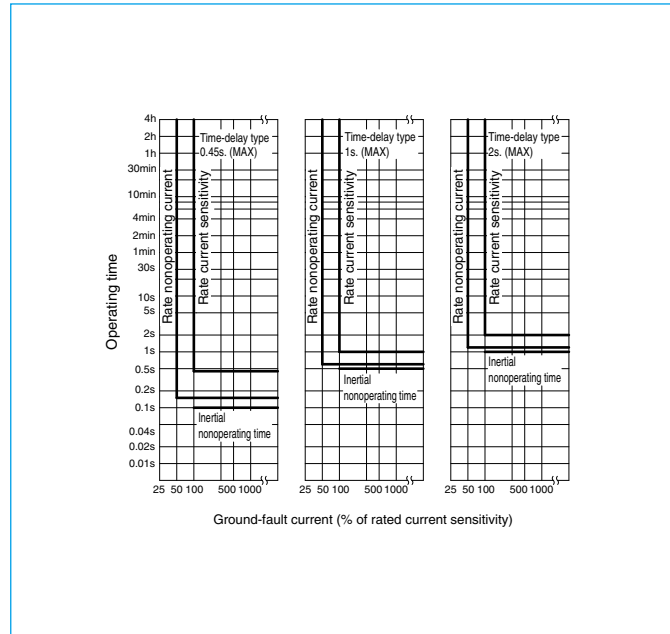 Operating time
4h
2h
1h
30min
10min
4min
2min
1min
30s
10s
5s
2s
1s
0.5s
0.2s
0.1s
0.04s
0.02s
0.01s
Rate nonoperating current
Rate current sensitivity
Time-delay type
0.45s. (MAX)
Inertial
nonoperating time
25 50 100 500 1000
Rate nonoperating current
Rate current sensitivity
Time-delay type
1s. (MAX)
Inertial
nonoperating time
25 50 100 500 1000
Rate nonoperating current
Rate current sensitivity
Time-delay type
2s. (MAX)
Inertial
nonoperating time
25 50 100 500 1000
Ground-fault current (% of rated current sensitivity)